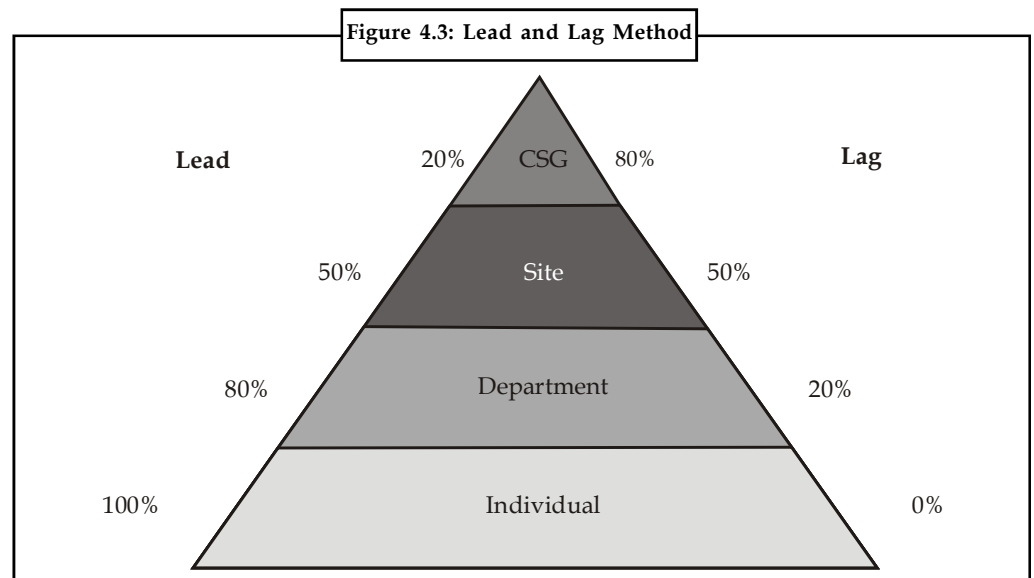 Figure 4.3: Lead and Lag Method
Lead 20% CSG 80% Lag
50% Site 50%
80% Department 20%
100% Individual 0%